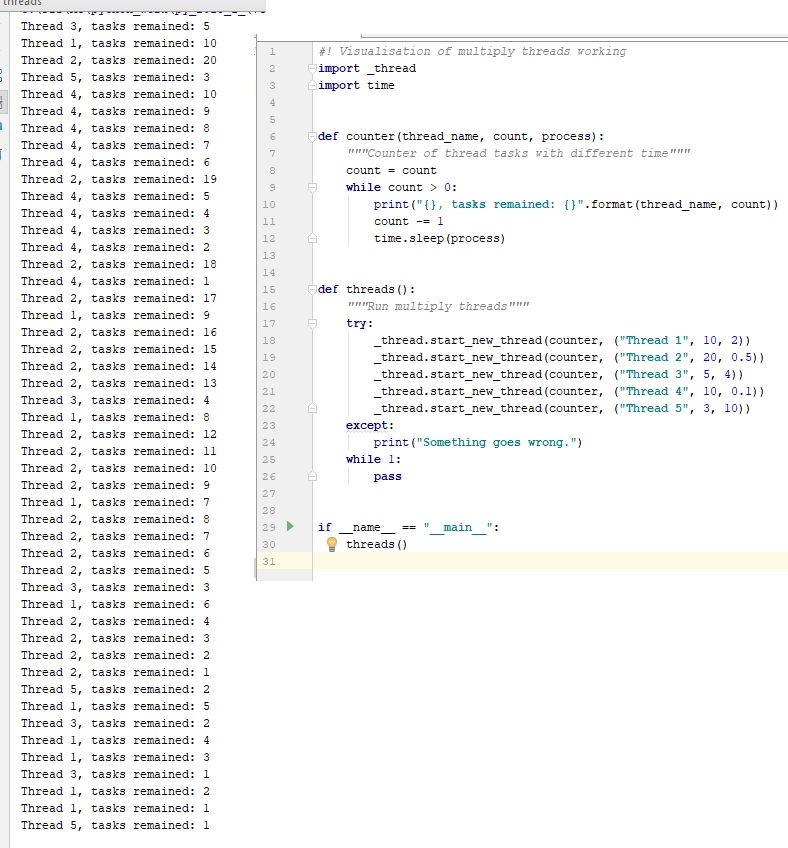 threads
Thread 3, tasks remained: 5
Thread 1, tasks remained: 10
Thread 2, tasks remained: 20
Thread 5, tasks remained: 3
Thread 4, tasks remained: 10
Thread 4, tasks remained: 9
Thread 4, tasks remained: 8
Thread 4, tasks remained: 7
Thread 4, tasks remained: 6
Thread 2, tasks remained: 19
Thread 4, tasks remained: 5
Thread 4, tasks remained: 4
Thread 4, tasks remained: 3
Thread 4, tasks remained: 2
Thread 2, tasks remained: 18
Thread 4, tasks remained: 1
Thread 2, tasks remained: 17
Thread 1, tasks remained: 9
Thread 2, tasks remained: 16
Thread 2, tasks remained: 15
Thread 2, tasks remained: 14
Thread 2, tasks remained: 13
Thread 3, tasks remained: 4
Thread 1, tasks remained: 8
Thread 2, tasks remained: 12
Thread 2, tasks remained: 11
Thread 2, tasks remained: 10
Thread 2, tasks remained: 9
Thread 1, tasks remained: 7
Thread 2, tasks remained: 8
Thread 2, tasks remained: 7
Thread 2, tasks remained: 6
Thread 2, tasks remained: 5
Thread 3, tasks remained: 3
Thread 1, tasks remained: 6
Thread 2, tasks remained: 4
Thread 2, tasks remained: 3
Thread 2, tasks remained: 2
Thread 2, tasks remained: 1
Thread 5, tasks remained: 2
Thread 1, tasks remained: 5
Thread 3, tasks remained: 2
Thread 1, tasks remained: 4
Thread 1, tasks remained: 3
Thread 3, tasks remained: 1
Thread 1, tasks remained: 2
Thread 1, tasks remained: 1
Thread 5, tasks remained: 1
1 #! Visualisation of multiply threads working
2 import _thread
3 import time
4
5
6 def counter(thread_name, count, process):
7 """Counter of thread tasks with different time"""
8 count = count
9 while count > 0:
10 print("{}, tasks remained: {}".format(thread_name, count))
11 count -= 1
12 time.sleep(process)
13
14
15 def threads():
16 """Run multiply threads"""
17 try:
18 _thread.start_new_thread(counter, ("Thread 1", 10, 2))
19 _thread.start_new_thread(counter, ("Thread 2", 20, 0.5))
20 _thread.start_new_thread(counter, ("Thread 3", 5, 4))
21 _thread.start_new_thread(counter, ("Thread 4", 10, 0.1))
22 _thread.start_new_thread(counter, ("Thread 5", 3, 10))
23 except:
24 print("Something goes wrong.")
25 while 1:
26 pass
27
28
29 if __name__ == "__main__":
30 threads()
31